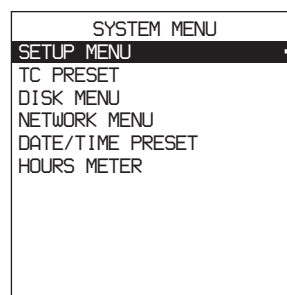 SYSTEM MENU
SETUP MENU
TC PRESET
DISK MENU
NETWORK MENU
DATE/TIME PRESET
HOURS METER